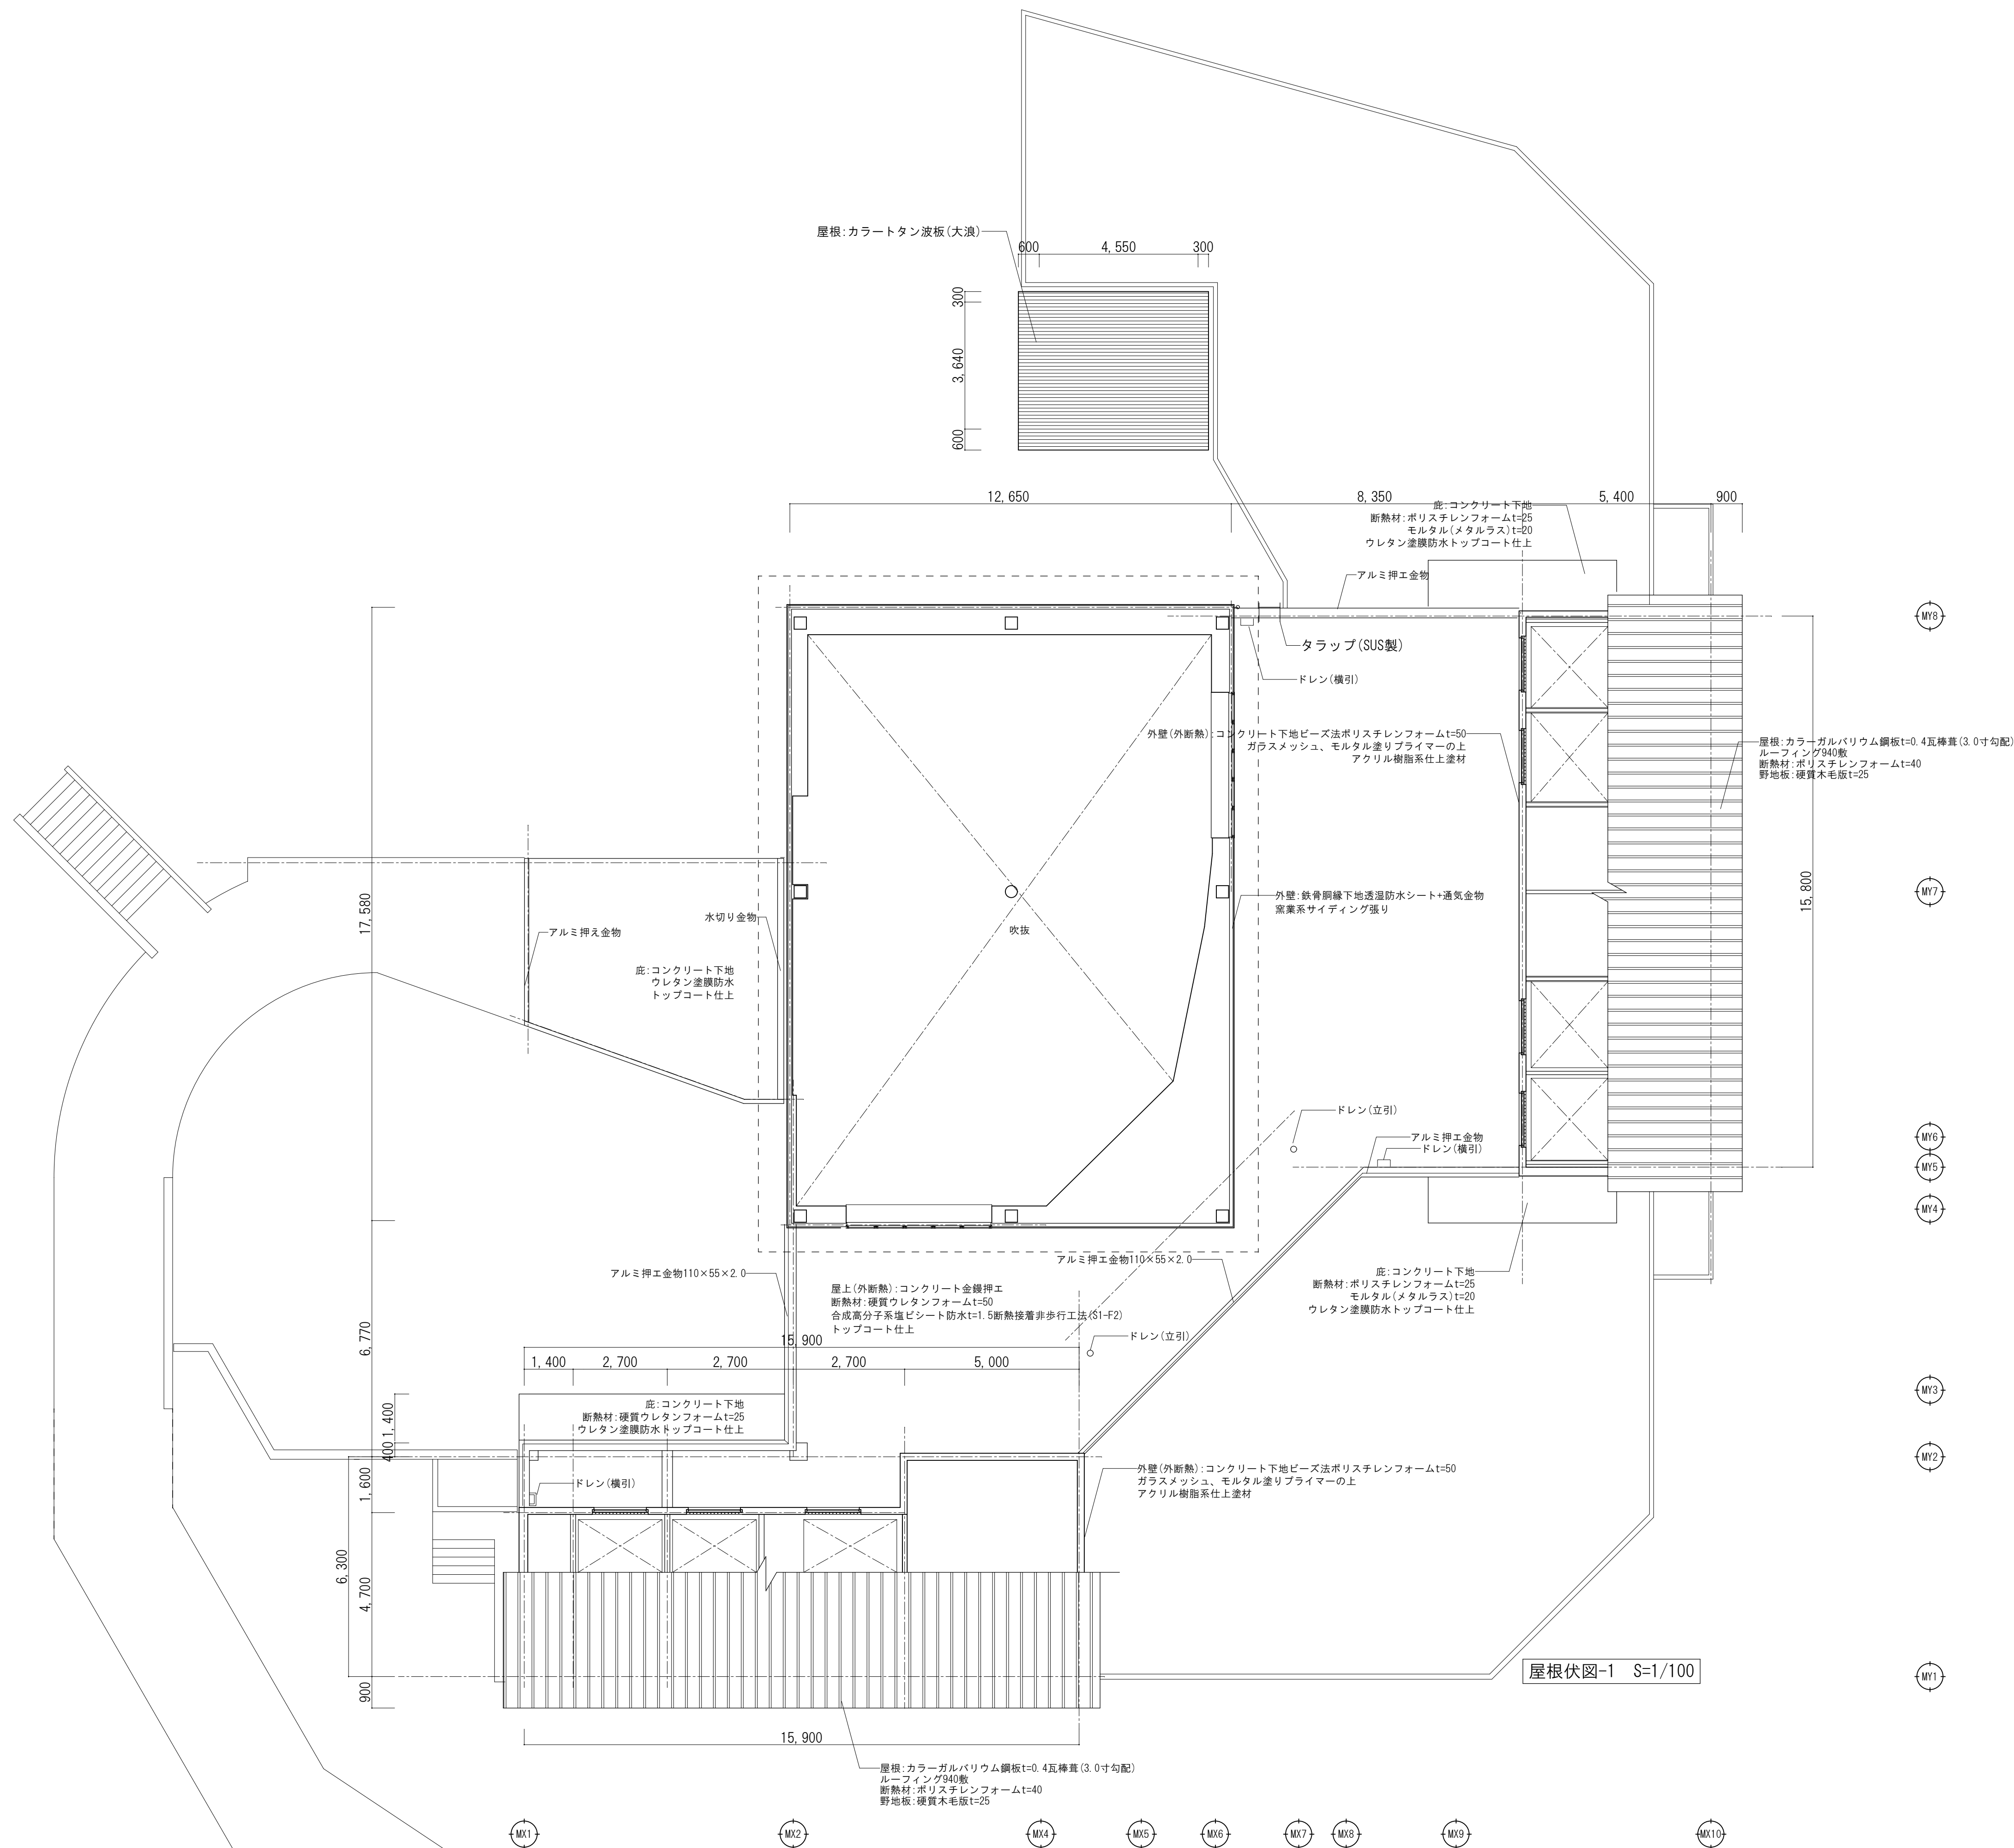 屋根:カラートタン波板(大浪)
600
4,550
300
300
3,640
600
12,650
8,350
5,400
900
庇:コンクリート下地
断熱材:ポリスチレンフォームt=25
モルタル(メタルラス)t=20
ウレタン塗膜防水トップコート仕上
アルミ押エ金物
MY8
タラップ(SUS製)
ドレン(横引)
外壁(外断熱):コンクリート下地ビーズ法ポリスチレンフォームt=50
ガラスメッシュ、モルタル塗りプライマーの上
アクリル樹脂系仕上塗材
屋根:カラーガルバリウム鋼板t=0.4瓦棒葺(3.0寸勾配)
ルーフィング940敷
断熱材:ポリスチレンフォームt=40
野地板:硬質木毛版t=25
17,580
15,800
外壁:鉄骨胴縁下地透湿防水シート+通気金物
窯業系サイディング張り
MY7
水切り金物
アルミ押え金物
吹抜
庇:コンクリート下地
ウレタン塗膜防水
トップコート仕上
ドレン(立引)
アルミ押エ金物
ドレン(横引)
MY6
MY5
MY4
アルミ押エ金物110×55×2.0
アルミ押エ金物110×55×2.0
屋上(外断熱):コンクリート金鏝押エ
断熱材:硬質ウレタンフォームt=50
合成高分子系塩ビシート防水t=1.5断熱接着非歩行工法(S1-F2)
トップコート仕上
庇:コンクリート下地
断熱材:ポリスチレンフォームt=25
モルタル(メタルラス)t=20
ウレタン塗膜防水トップコート仕上
6,770
15,900
ドレン(立引)
1,400
2,700
2,700
2,700
5,000
MY3
1,400
400
庇:コンクリート下地
断熱材:硬質ウレタンフォームt=25
ウレタン塗膜防水トップコート仕上
MY2
1,600
ドレン(横引)
外壁(外断熱):コンクリート下地ビーズ法ポリスチレンフォームt=50
ガラスメッシュ、モルタル塗りプライマーの上
アクリル樹脂系仕上塗材
6,300
4,700
900
屋根伏図-1 S=1/100
MY1
15,900
屋根:カラーガルバリウム鋼板t=0.4瓦棒葺(3.0寸勾配)
ルーフィング940敷
断熱材:ポリスチレンフォームt=40
野地板:硬質木毛版t=25
MX1
MX2
MX4
MX5
MX6
MX7
MX8
MX9
MX10